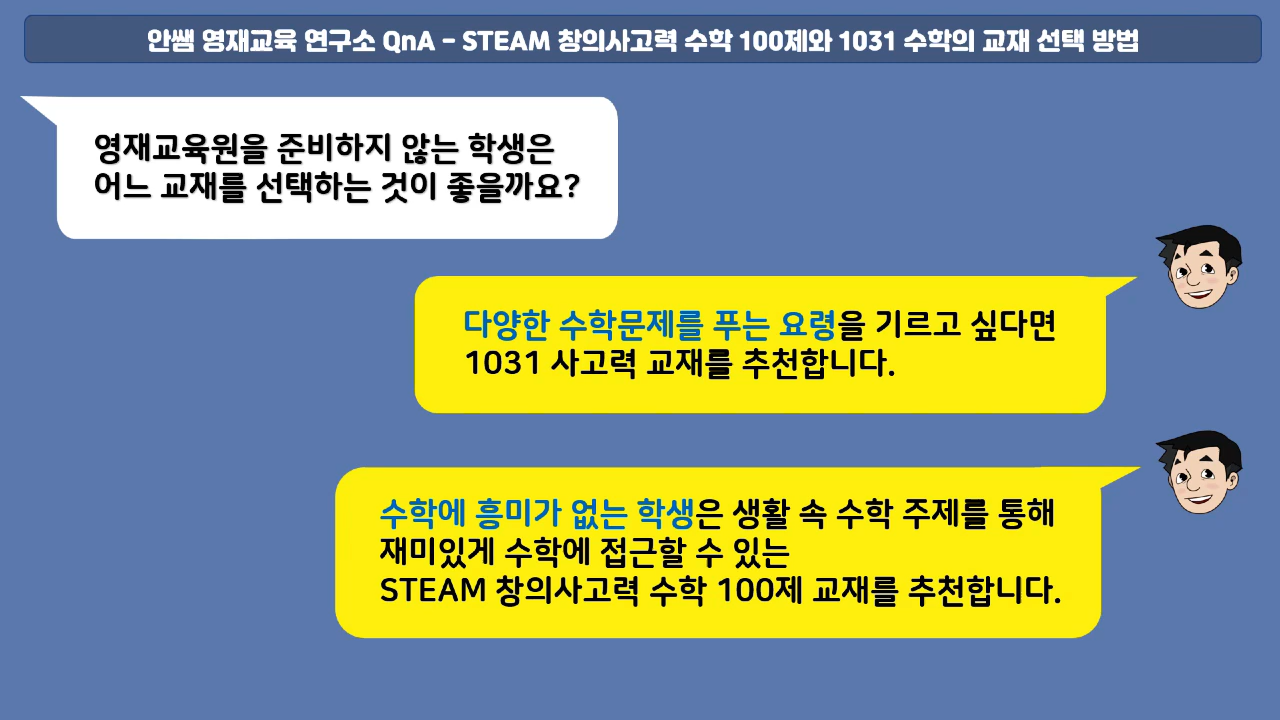 안쌤 영재교육 연구소 QnA - STEAM 창의사고력 수학 100제와 1031 수학의 교재 선택 방법
영재교육원을 준비하지 않는 학생은
어느 교재를 선택하는 것이 좋을까요?
다양한 수학문제를 푸는 요령을 기르고 싶다면
1031 사고력 교재를 추천합니다.
수학에 흥미가 없는 학생은 생활 속 수학 주제를 통해
재미있게 수학에 접근할 수 있는
STEAM 창의사고력 수학 100제 교재를 추천합니다.